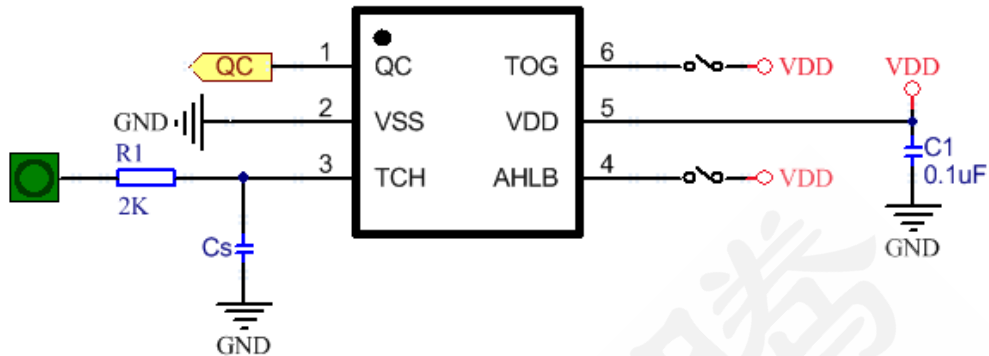 1
QC
QC
TOG
6
VDD
VDD
GND
2
VSS
VDD
5
C1
0.1uF
GND
R1
2K
3
TCH
AHLB
4
VDD
Cs
GND
腾